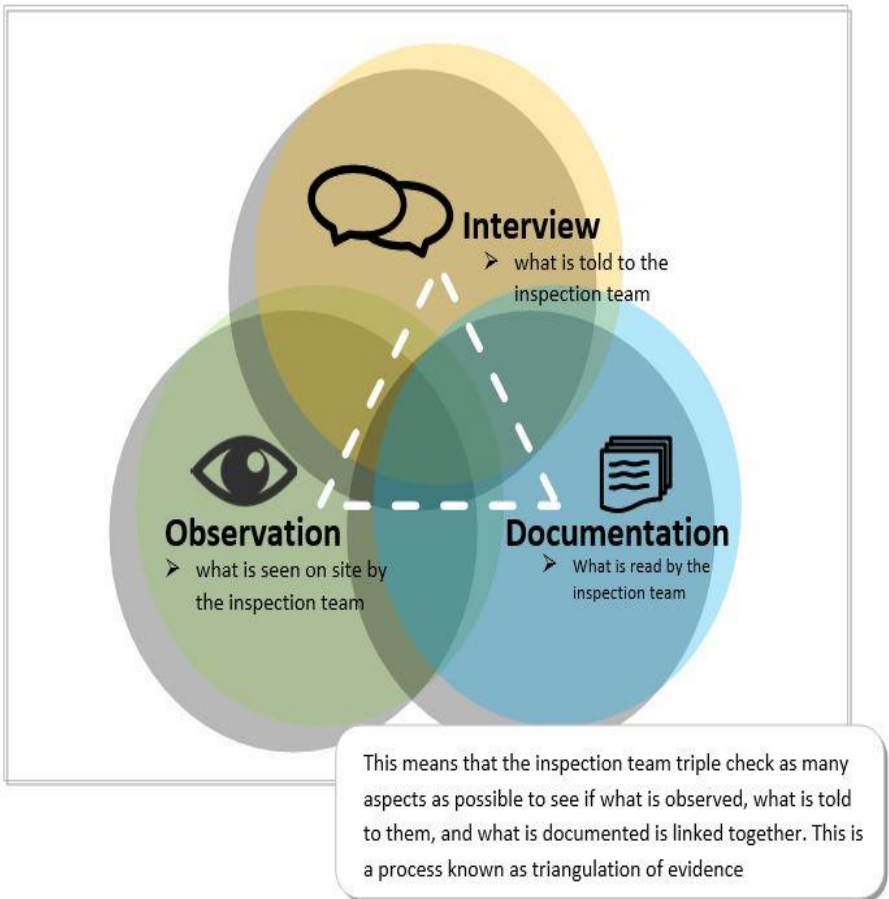 Interview
➢ what is told to the
inspection team
Observation
➢ what is seen on site by
the inspection team
Documentation
➢ What is read by the
inspection team
This means that the inspection team triple check as many
aspects as possible to see if what is observed, what is told
to them, and what is documented is linked together. This is
a process known as triangulation of evidence